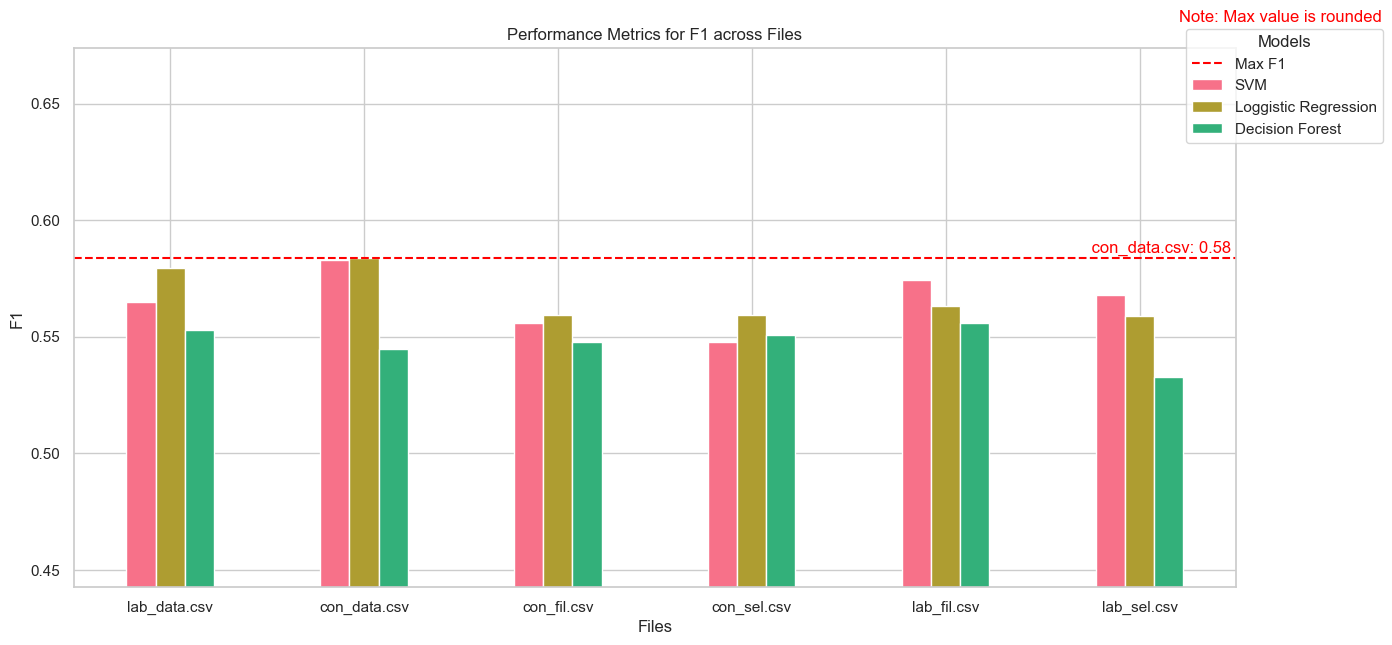 Note: Max value is rounded
Performance Metrics for F1 across Files
Models
Max F1
SVM
Loggistic Regression
Decision Forest
0.65
0.60
0.55
0.50
0.45
con_data.csv: 0.58
F1
lab_data.csv
con_data.csv
con_fil.csv
con_sel.csv
lab_fil.csv
lab_sel.csv
Files